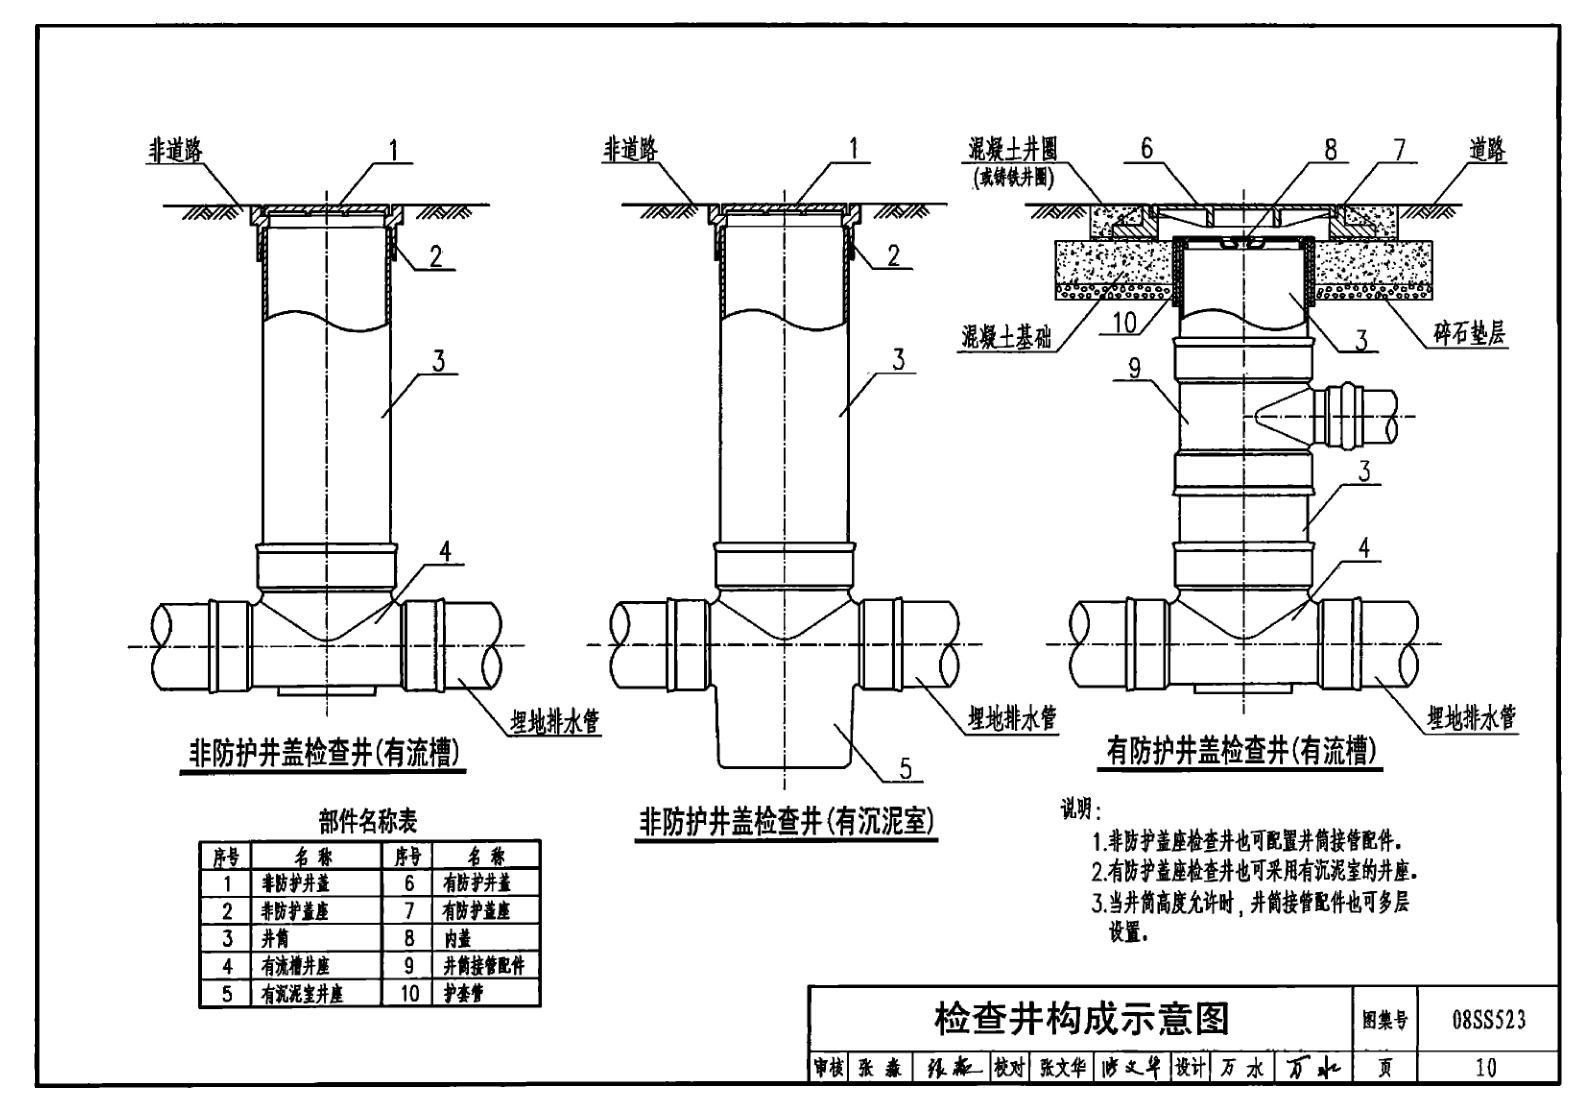 非道路
1
2
3
4
埋地排水管
非防护井盖检查井(有流槽)
非道路
1
2
3
5
埋地排水管
非防护井盖检查井(有沉泥室)
混凝土井圈
(或铸铁井圈)
6
8
7
道路
10
混凝土基础
3
碎石垫层
9
3
4
埋地排水管
有防护井盖检查井(有流槽)
部件名称表
序号 名 称 序号 名 称
1 非防护井盖 6 有防护井盖
2 非防护盖座 7 有防护盖座
3 井筒 8 内盖
4 有流槽井座 9 井筒接管配件
5 有沉泥室井座 10 护套管
说明:
1.非防护盖座检查井也可配置井筒接管配件。
2.有防护盖座检查井也可采用有沉泥室的井座。
3.当井筒高度允许时,井筒接管配件也可多层
设置。
检查井构成示意图 图集号 08SS523
审核 张 淼 张淼 校对 张文华 张文华 设计 万 水 万水 页 10